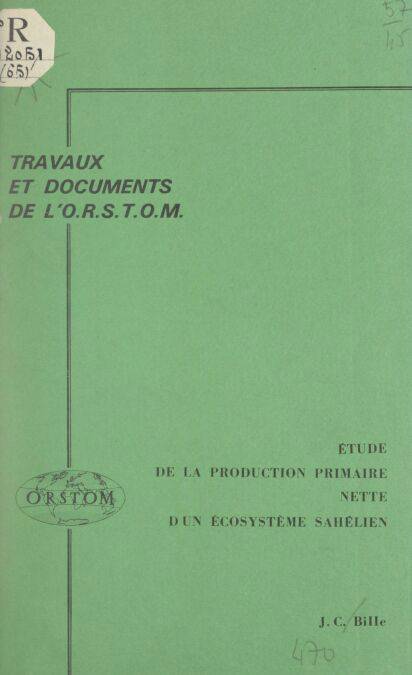 R
12051
(65)
57
45
TRAVAUX
ET DOCUMENTS
DE L'O.R.S.T.O.M.
ÉTUDE
DE LA PRODUCTION PRIMAIRE
NETTE
D'UN ÉCOSYSTÈME SAHÉLIEN
ORSTOM
J. C. Bille
470